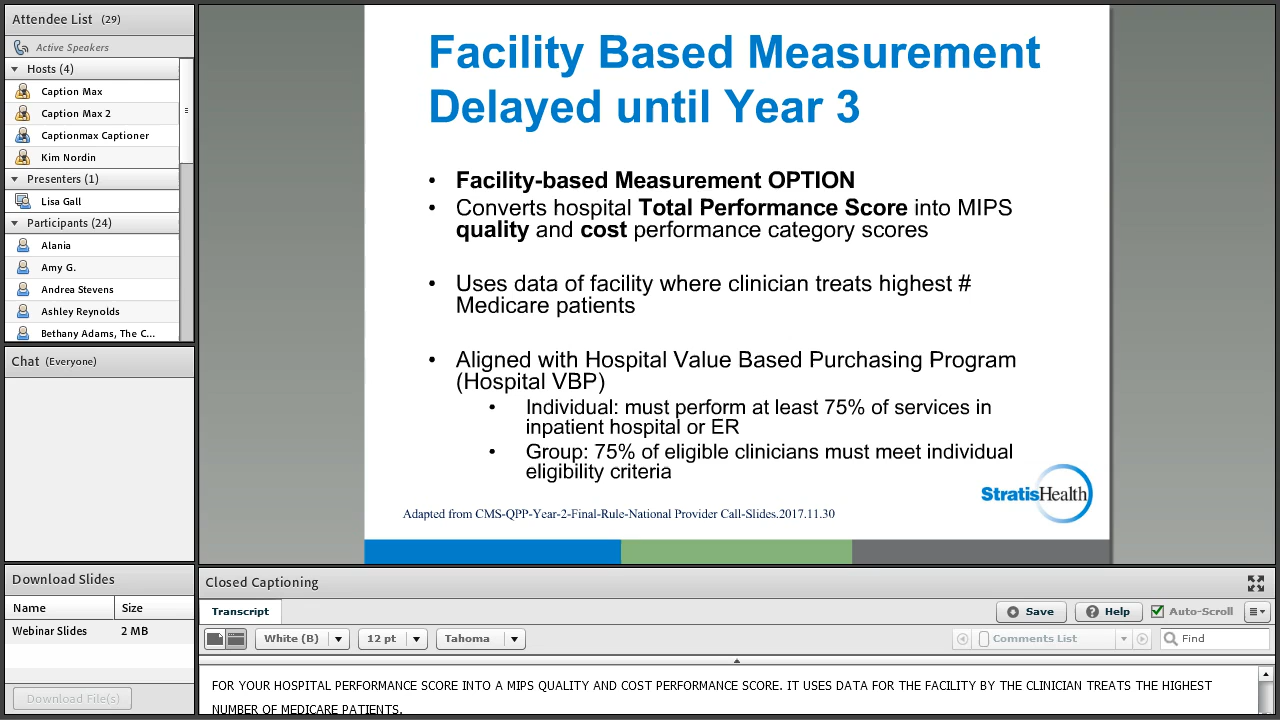 Attendee List (29)
Active Speakers
Hosts (4)
Caption Max
Caption Max 2
Captionmax Captioner
Kim Nordin
Presenters (1)
Lisa Gall
Participants (24)
Alania
Amy G.
Andrea Stevens
Ashley Reynolds
Bethany Adams, The C...
Chat (Everyone)
Download Slides
Name Size
Webinar Slides 2 MB
Download File(s)
Facility Based Measurement
Delayed until Year 3
• Facility-based Measurement OPTION
• Converts hospital Total Performance Score into MIPS
quality and cost performance category scores
• Uses data of facility where clinician treats highest #
Medicare patients
• Aligned with Hospital Value Based Purchasing Program
(Hospital VBP)
• Individual: must perform at least 75% of services in
inpatient hospital or ER
• Group: 75% of eligible clinicians must meet individual
eligibility criteria
StratisHealth
Adapted from CMS-QPP-Year-2-Final-Rule-National Provider Call-Slides.2017.11.30
Closed Captioning
Transcript Save Help Auto-Scroll
White (B) 12 pt Tahoma Comments List Find
FOR YOUR HOSPITAL PERFORMANCE SCORE INTO A MIPS QUALITY AND COST PERFORMANCE SCORE. IT USES DATA FOR THE FACILITY BY THE CLINICIAN TREATS THE HIGHEST
NUMBER OF MEDICARE PATIENTS.